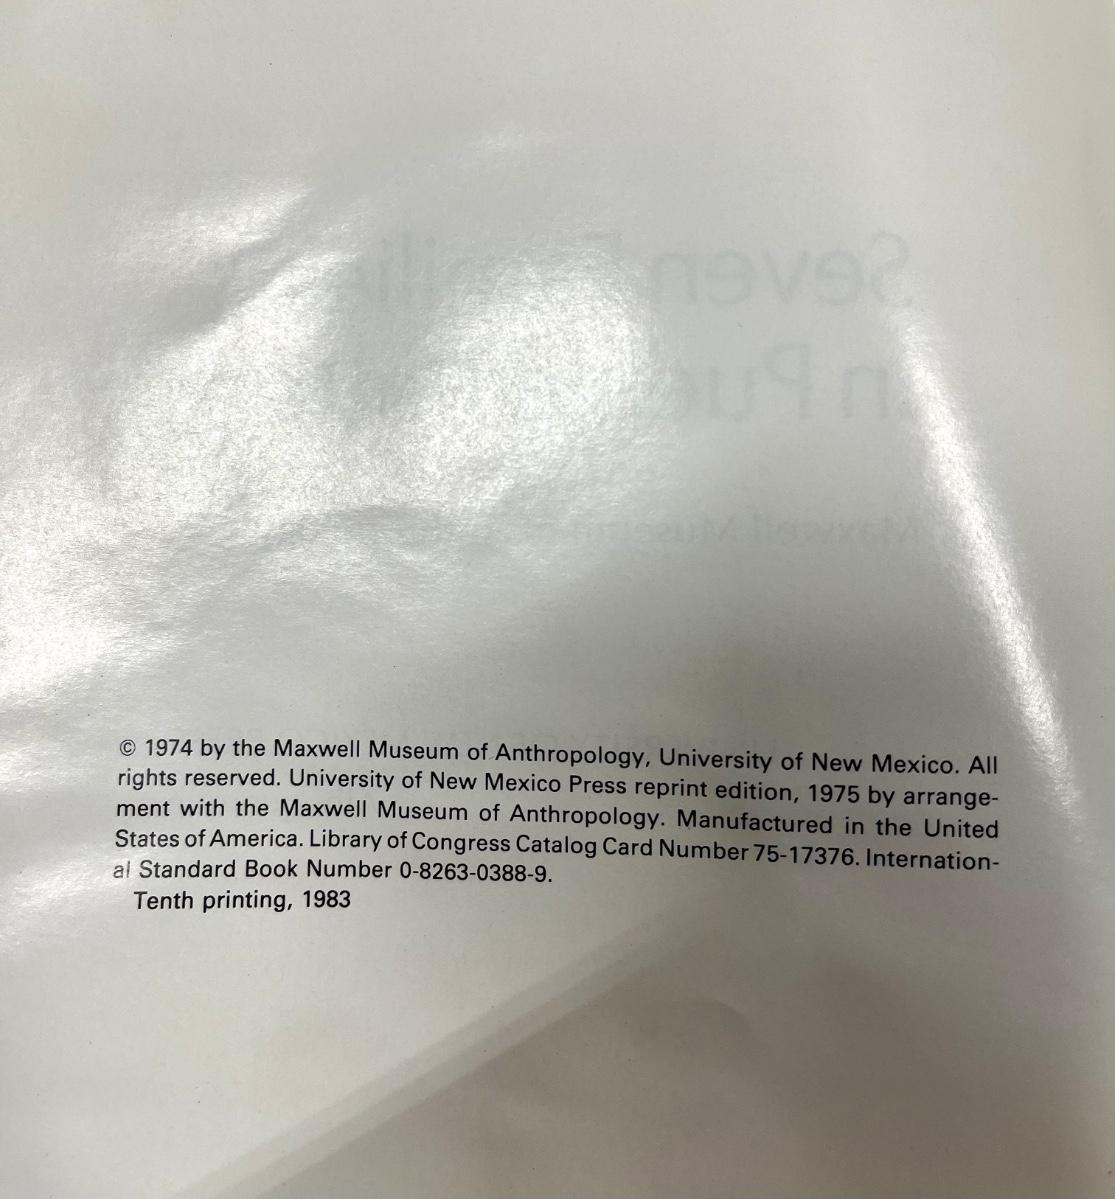 © 1974 by the Maxwell Museum of Anthropology, University of New Mexico. All
rights reserved. University of New Mexico Press reprint edition, 1975 by arrange-
ment with the Maxwell Museum of Anthropology. Manufactured in the United
States of America. Library of Congress Catalog Card Number 75-17376. Internation-
al Standard Book Number 0-8263-0388-9.
Tenth printing, 1983